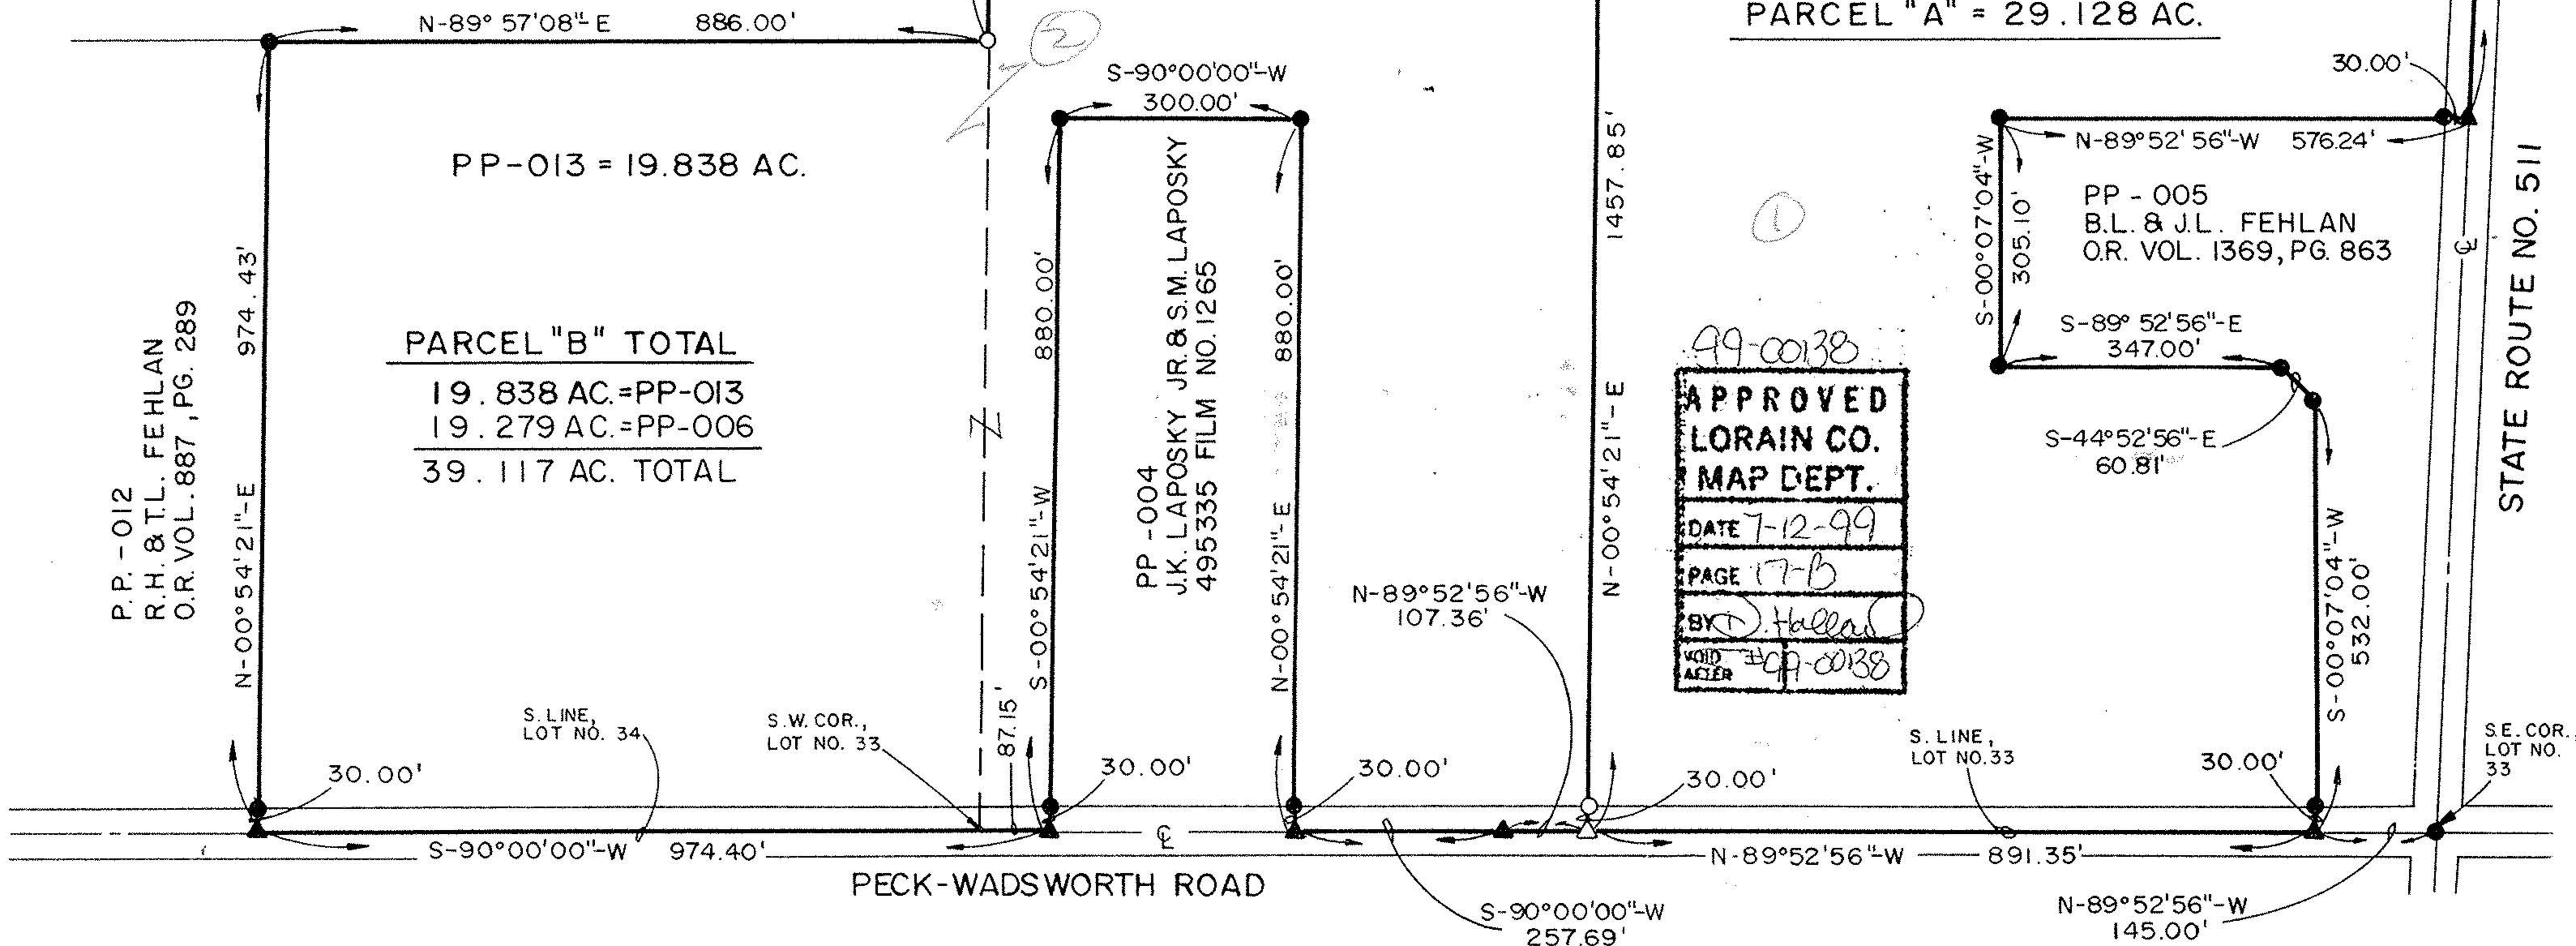 N-89° 57'08"-E 886.00'
2
PARCEL "A" = 29.128 AC.
S-90°00'00"-W
300.00'
30.00'
N-89°52'56"-W 576.24'
PP-013 = 19.838 AC.
PP - 005
B.L. & J.L. FEHLAN
O.R. VOL. 1369, PG. 863
1
S-00°07'04"-W
305.10'
STATE ROUTE NO. 511
1457.85'
N-00°54'21"-E
974.43'
N-00°54'21"-E
P.P. - 012
R.H. & T.L. FEHLAN
O.R. VOL. 887, PG. 289
PARCEL "B" TOTAL
19.838 AC.=PP-013
19.279 AC.=PP-006
39.117 AC. TOTAL
880.00'
S-00°54'21"-W
PP -004
J.K. LAPOSKY JR. & S.M. LAPOSKY
495335 FILM NO. 1265
880.00'
N-00°54'21"-E
S-89° 52'56"-E
347.00'
S-44°52'56"-E
60.81'
S-00°07'04"-W
532.00'
99-00138
APPROVED
LORAIN CO.
MAP DEPT.
DATE 7-12-99
PAGE 17-B
BY D.
VOID AFTER #99-00138
N-89°52'56"-W
107.36'
S. LINE,
LOT NO. 34
S.W. COR.,
LOT NO. 33
87.15'
S. LINE,
LOT NO. 33
S.E. COR.,
LOT NO.
33
30.00'
30.00'
30.00'
30.00'
30.00'
℄
℄
S-90°00'00"-W 974.40'
N-89°52'56"-W 891.35'
PECK-WADSWORTH ROAD
S-90°00'00"-W
257.69'
N-89°52'56"-W
145.00'